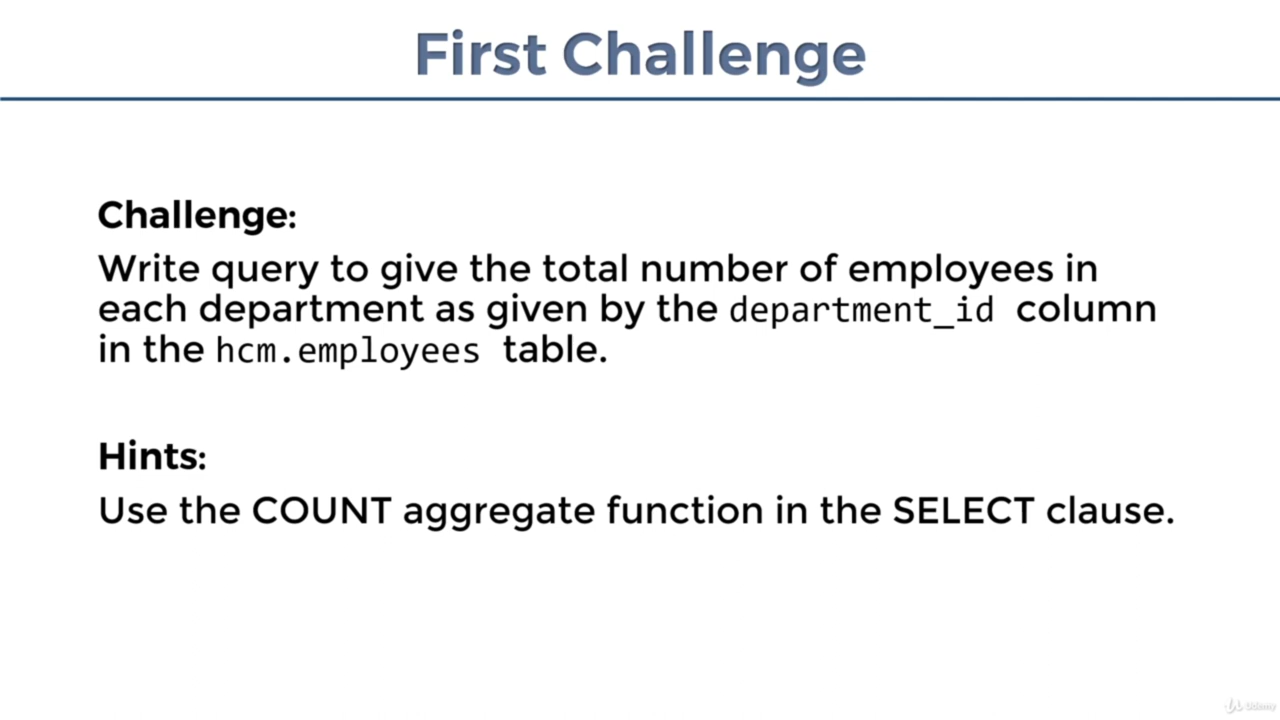 First Challenge
Challenge:
Write query to give the total number of employees in
each department as given by the department_id column
in the hcm.employees table.
Hints:
Use the COUNT aggregate function in the SELECT clause.
Udemy